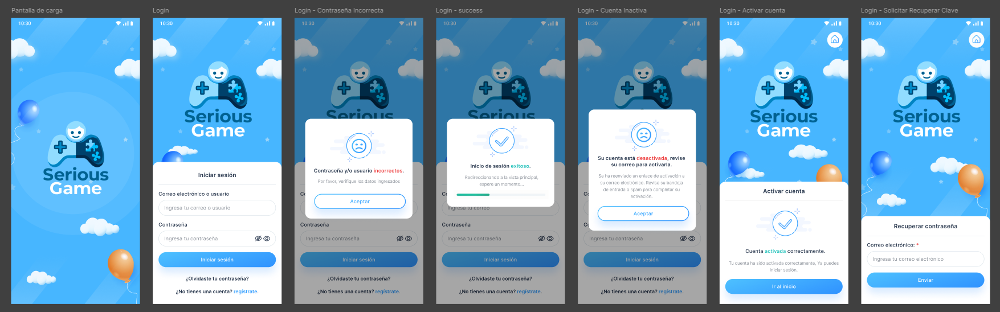 Pantalla de carga
10:30
Serious
Game
Login
10:30
Serious
Game
Iniciar sesión
Correo electrónico o usuario
Ingresa tu correo o usuario
Contraseña
Ingresa tu contraseña
Iniciar sesión
¿Olvidaste tu contraseña?
¿No tienes una cuenta? regístrate.
Login - Contraseña Incorrecta
10:30
Serious
Contraseña y/o usuario incorrectos.
Por favor, verifique los datos ingresados
Aceptar
Contraseña
Ingresa tu contraseña
Iniciar sesión
¿Olvidaste tu contraseña?
¿No tienes una cuenta? regístrate.
Login - success
10:30
Serious
Inicio de sesión exitoso.
Redireccionando a la vista principal,
espere un momento...
Ingresa tu correo
Contraseña
Ingresa tu contraseña
Iniciar sesión
¿Olvidaste tu contraseña?
¿No tienes una cuenta? regístrate.
Login - Cuenta Inactiva
10:30
Su cuenta está desactivada, revise
su correo para activarla.
Se ha reenviado un enlace de activación a
su correo electrónico. Revise su bandeja
de entrada o spam para completar su
activación.
Aceptar
Ingresa tu contraseña
Iniciar sesión
¿Olvidaste tu contraseña?
¿No tienes una cuenta? regístrate.
Login - Activar cuenta
10:30
Serious
Game
Activar cuenta
Cuenta activada correctamente.
Tu cuenta ha sido activada correctamente, Ya puedes
iniciar sesión.
Ir al inicio
Login - Solicitar Recuperar Clave
10:30
Serious
Game
Recuperar contraseña
Correo electrónico: *
Ingresa tu correo electrónico
Enviar